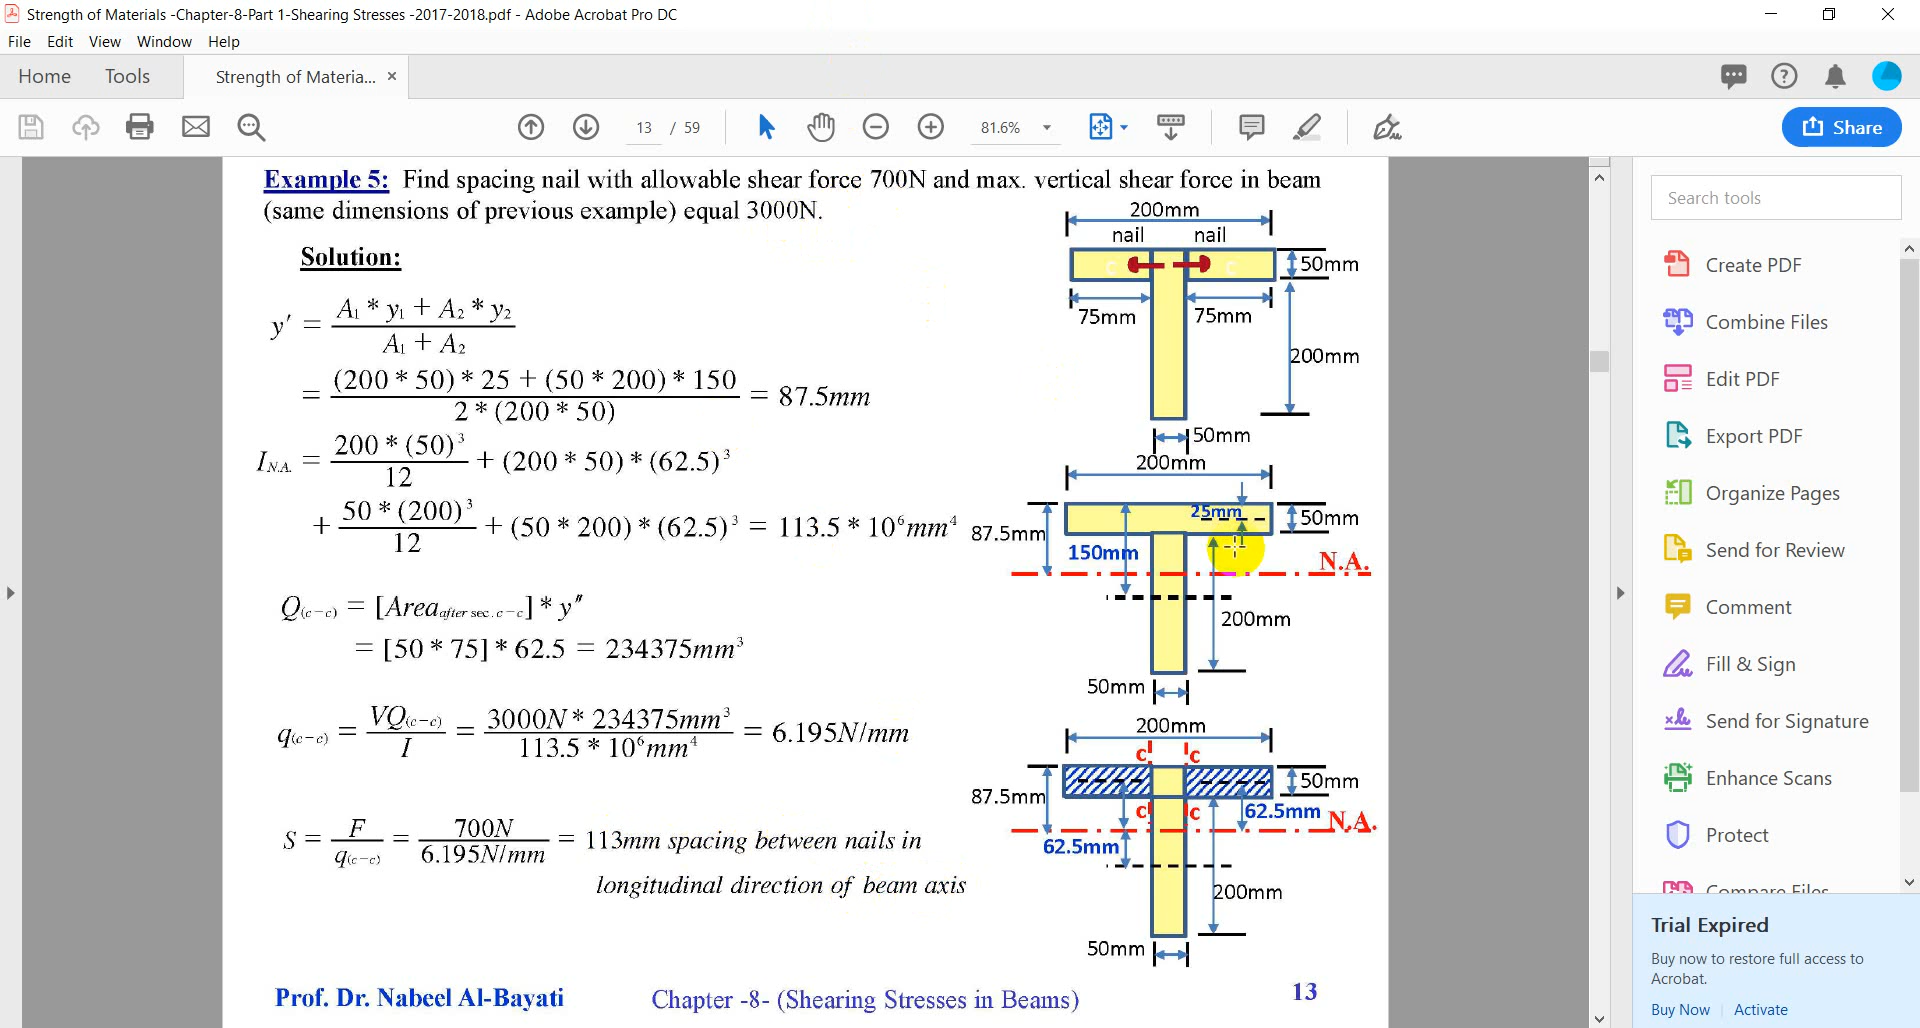 Strength of Materials -Chapter-8-Part 1-Shearing Stresses -2017-2018.pdf - Adobe Acrobat Pro DC
File Edit View Window Help
Home Tools Strength of Materia... ×
13 / 59 81.6% Share
Example 5: Find spacing nail with allowable shear force 700N and max. vertical shear force in beam
(same dimensions of previous example) equal 3000N.
Solution:
y′ = (A₁ * y₁ + A₂ * y₂) / (A₁ + A₂)
= ((200 * 50) * 25 + (50 * 200) * 150) / (2 * (200 * 50)) = 87.5mm
I_N.A. = (200 * (50)³) / 12 + (200 * 50) * (62.5)³
+ (50 * (200)³) / 12 + (50 * 200) * (62.5)³ = 113.5 * 10⁶mm⁴
Q(c−c) = [Area after sec. c−c] * y″
= [50 * 75] * 62.5 = 234375mm³
q(c−c) = VQ(c−c) / I = (3000N * 234375mm³) / (113.5 * 10⁶mm⁴) = 6.195N/mm
S = F / q(c−c) = 700N / 6.195N/mm = 113mm spacing between nails in
longitudinal direction of beam axis
200mm
nail nail
c c 50mm
75mm 75mm
200mm
50mm
200mm
25mm 50mm
87.5mm
150mm N.A.
200mm
50mm
200mm
c c
50mm
87.5mm
c c 62.5mm N.A.
62.5mm
200mm
50mm
Prof. Dr. Nabeel Al-Bayati Chapter -8- (Shearing Stresses in Beams) 13
Search tools
Create PDF
Combine Files
Edit PDF
Export PDF
Organize Pages
Send for Review
Comment
Fill & Sign
Send for Signature
Enhance Scans
Protect
Compare Files
Trial Expired
Buy now to restore full access to
Acrobat.
Buy Now Activate